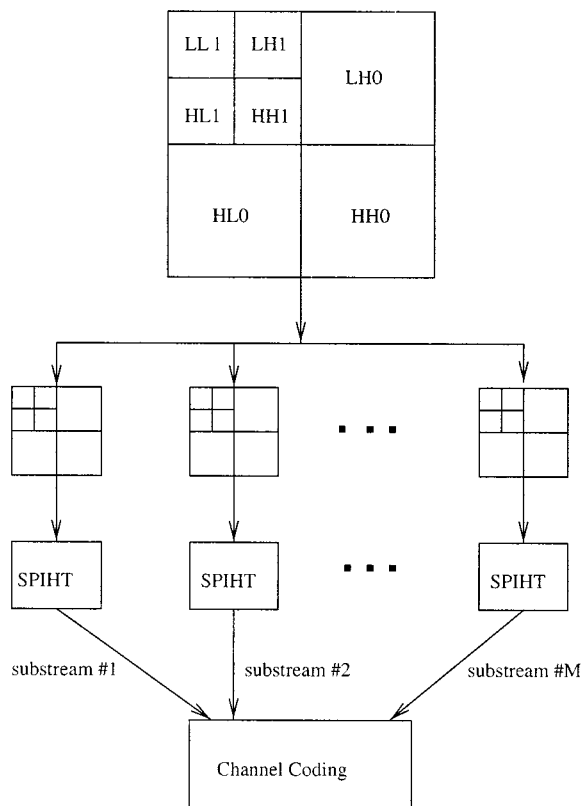 LL 1 LH1
LH0
HL1 HH1
HL0 HH0
SPIHT SPIHT SPIHT
substream #1 substream #2 substream #M
Channel Coding